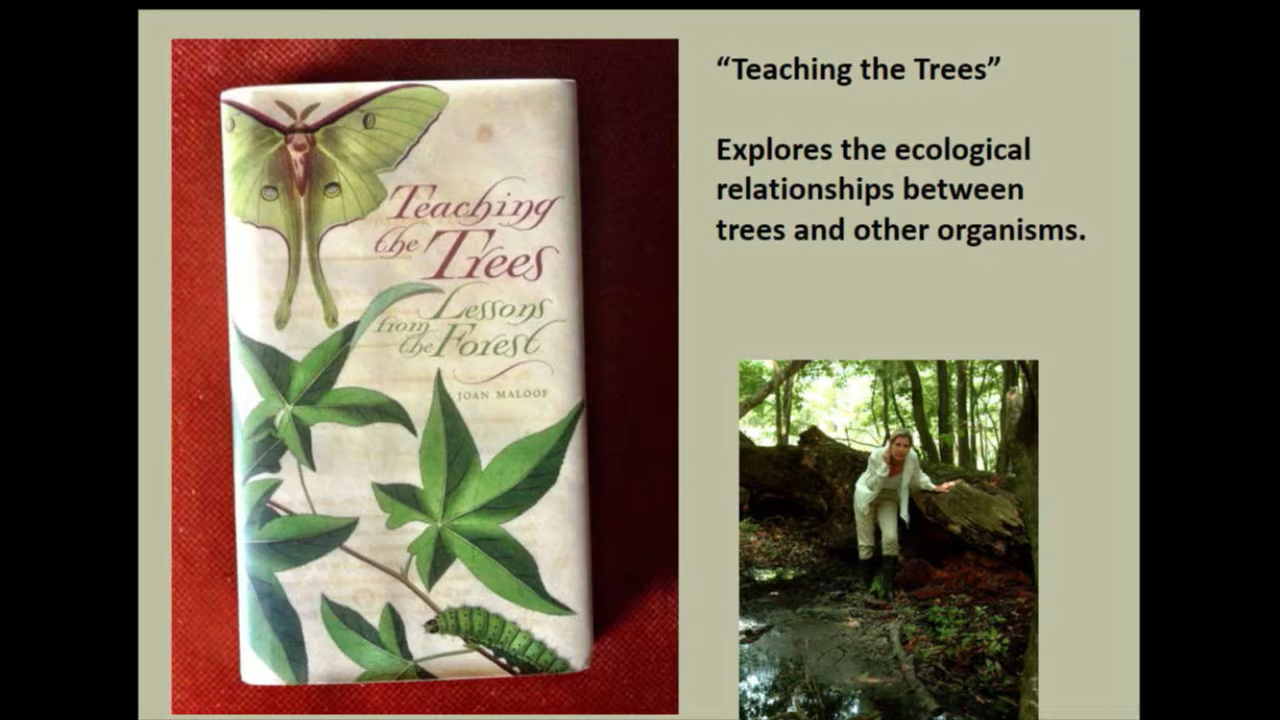 Teaching
the Trees
Lessons
from
the Forest
JOAN MALOOF
“Teaching the Trees”
Explores the ecological
relationships between
trees and other organisms.